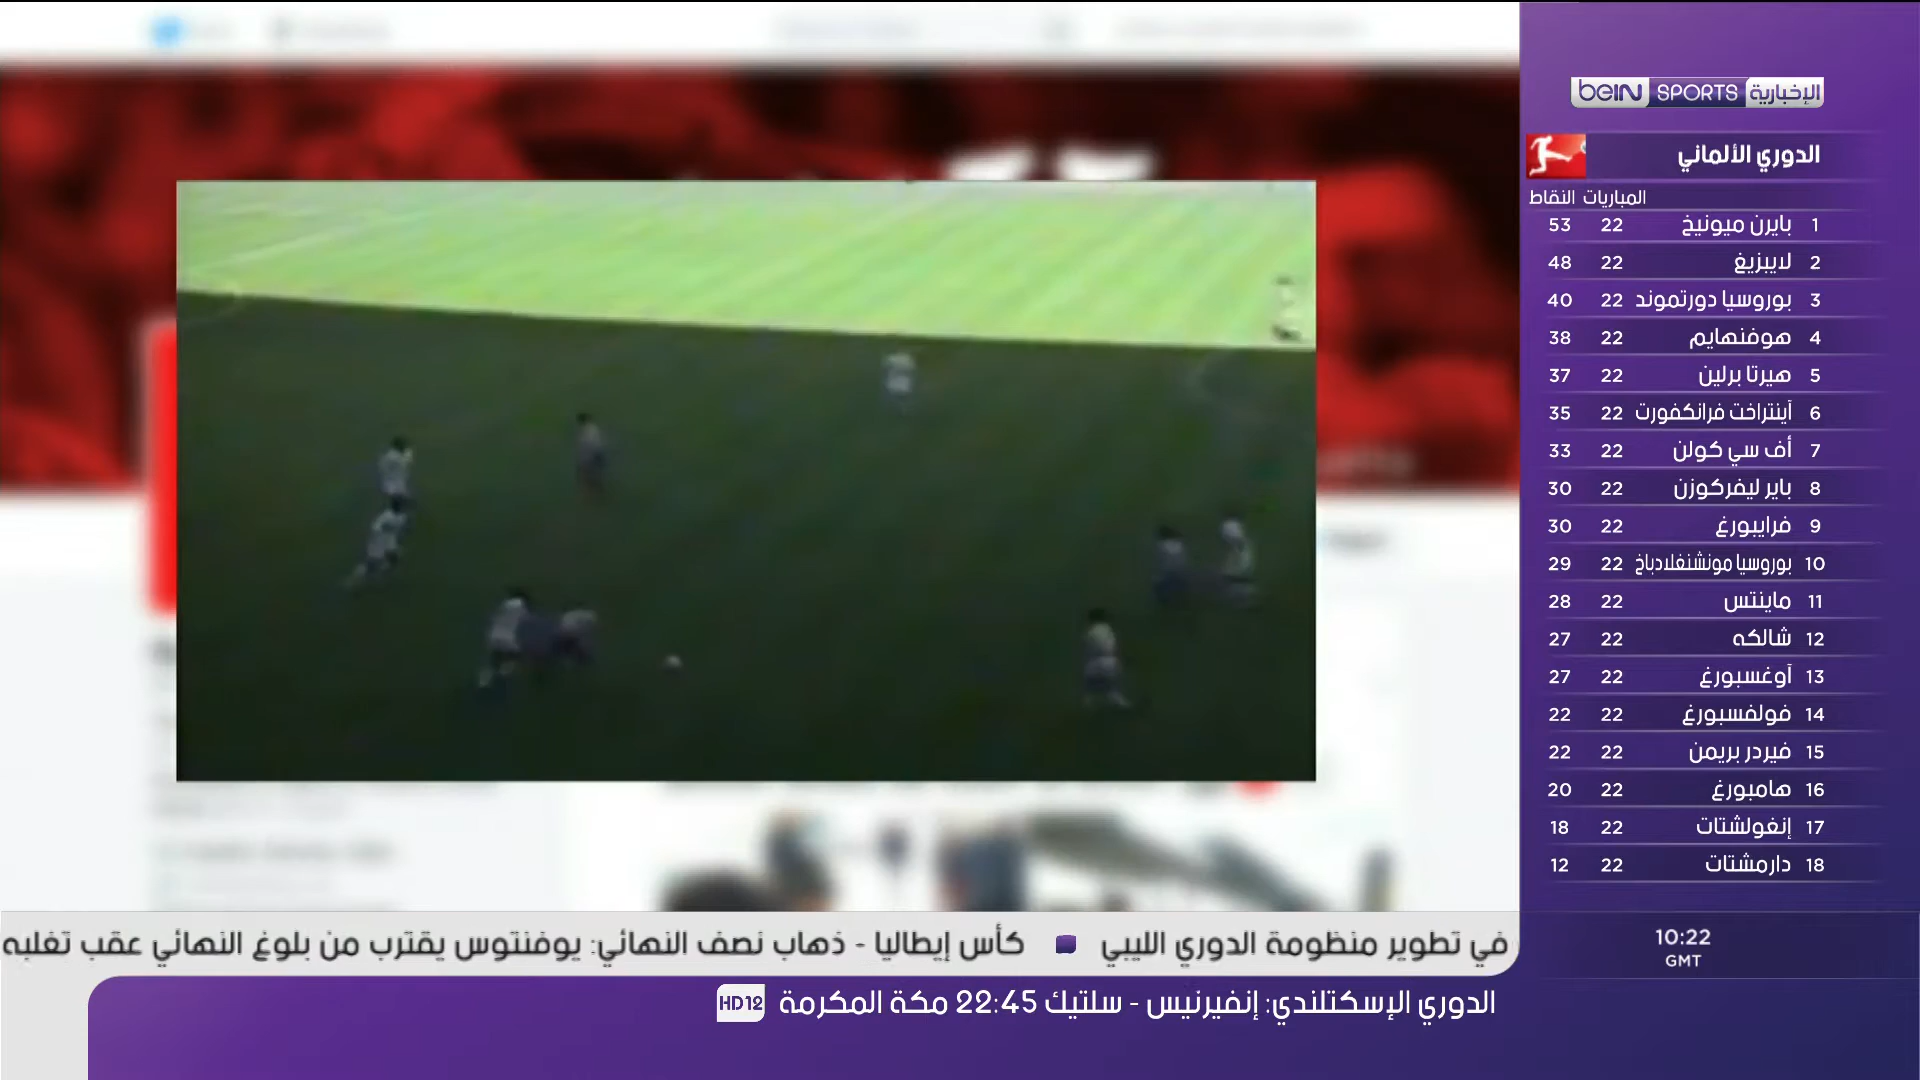 beIN SPORTS الإخبارية
الدوري الألماني
المباريات النقاط
1 بايرن ميونيخ 22 53
2 لايبزيغ 22 48
3 بوروسيا دورتموند 22 40
4 هوفنهايم 22 38
5 هيرتا برلين 22 37
6 آينتراخت فرانكفورت 22 35
7 أف سي كولن 22 33
8 باير ليفركوزن 22 30
9 فرايبورغ 22 30
10 بوروسيا مونشنغلادباخ 22 29
11 ماينتس 22 28
12 شالكه 22 27
13 آوغسبورغ 22 27
14 فولفسبورغ 22 22
15 فيردر بريمن 22 22
16 هامبورغ 22 20
17 إنغولشتات 22 18
18 دارمشتات 22 12
في تطوير منظومة الدوري الليبي ■ كأس إيطاليا - ذهاب نصف النهائي: يوفنتوس يقترب من بلوغ النهائي عقب تغلبه
10:22
GMT
الدوري الإسكتلندي: إنفيرنيس - سلتيك 22:45 مكة المكرمة HD12